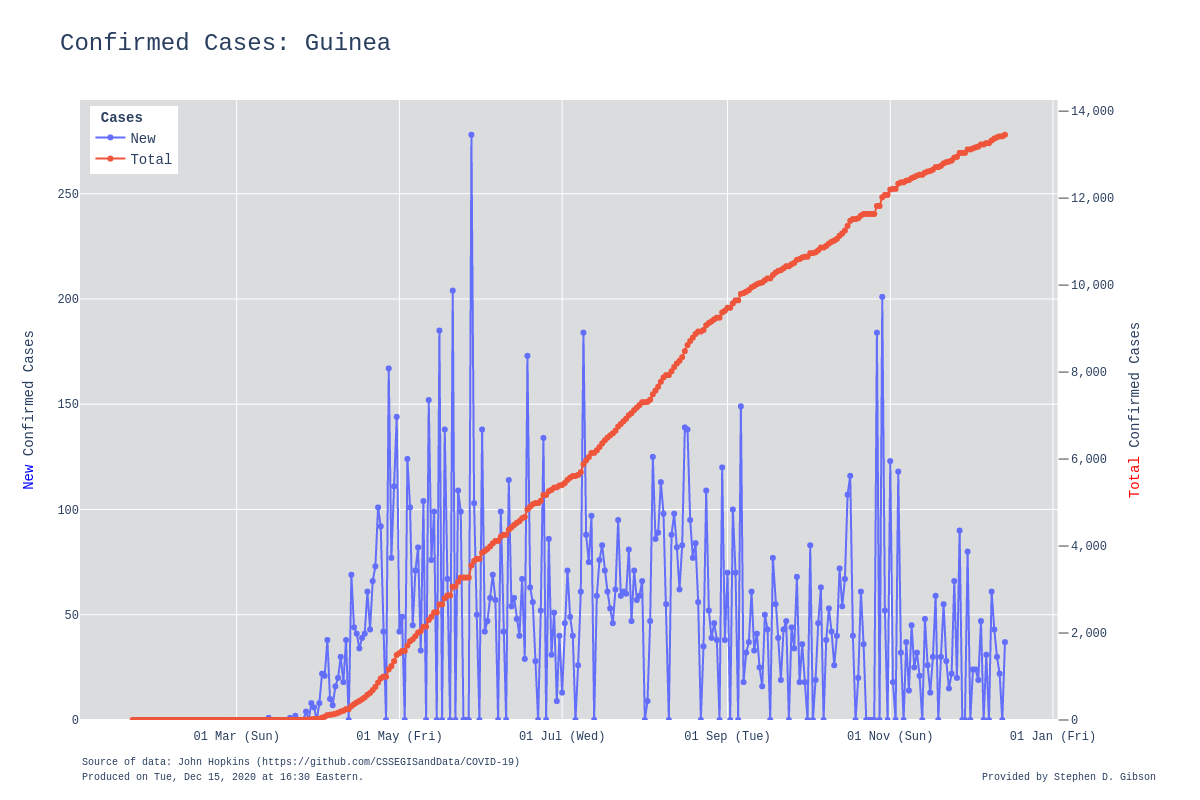 Confirmed Cases: Guinea
Cases
New
Total
250
200
150
100
50
0
14,000
12,000
10,000
8,000
6,000
4,000
2,000
0
New Confirmed Cases
Total Confirmed Cases
01 Mar (Sun)
01 May (Fri)
01 Jul (Wed)
01 Sep (Tue)
01 Nov (Sun)
01 Jan (Fri)
Source of data: John Hopkins (https://github.com/CSSEGISandData/COVID-19)
Produced on Tue, Dec 15, 2020 at 16:30 Eastern.
Provided by Stephen D. Gibson